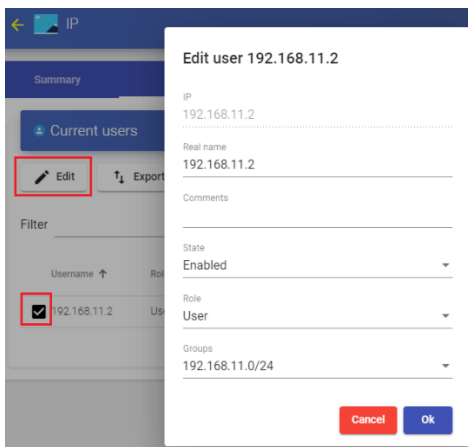 IP
Summary
Current users
Edit
Export
Filter
Username
192.168.11.2
Edit user 192.168.11.2
IP
192.168.11.2
Real name
192.168.11.2
Comments
State
Enabled
Role
User
Groups
192.168.11.0/24
Cancel Ok